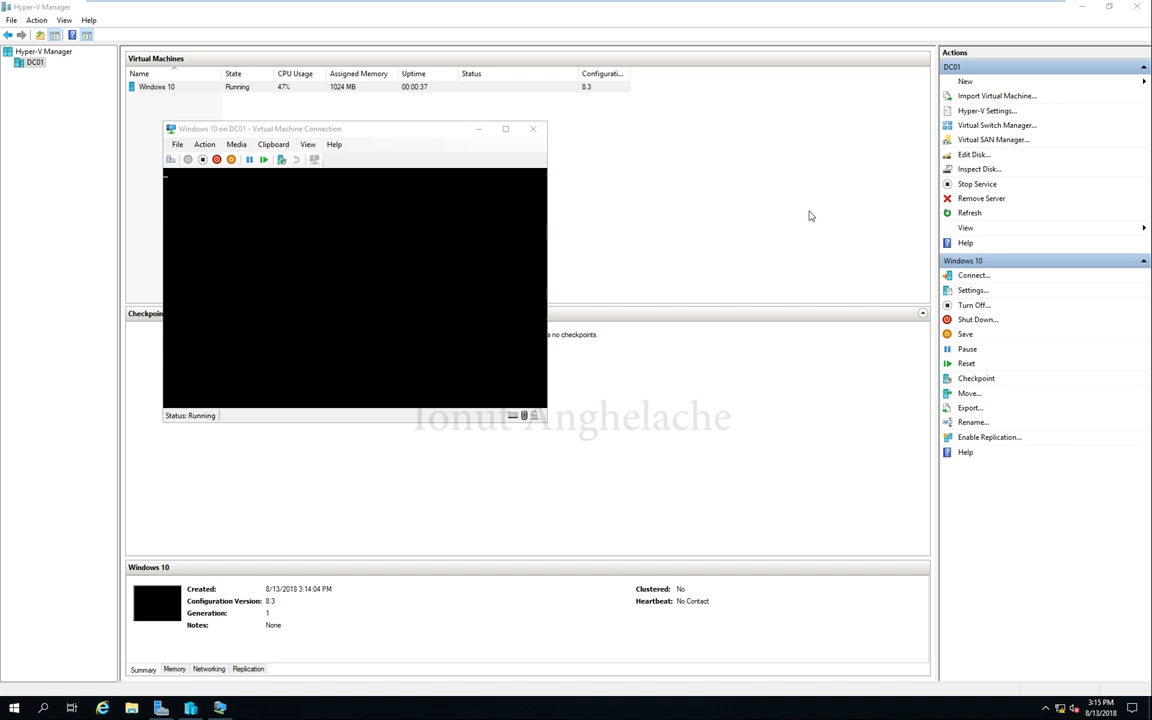 Hyper-V Manager
File Action View Help
Hyper-V Manager
DC01
Virtual Machines
Name State CPU Usage Assigned Memory Uptime Status Configurati...
Windows 10 Running 47% 1024 MB 00:00:37 8.3
Windows 10 on DC01 - Virtual Machine Connection
File Action Media Clipboard View Help
Status: Running
Checkpoin
s no checkpoints.
Ionut Anghelache
Windows 10
Created: 8/13/2018 3:14:04 PM Clustered: No
Configuration Version: 8.3 Heartbeat: No Contact
Generation: 1
Notes: None
Summary Memory Networking Replication
Actions
DC01
New
Import Virtual Machine...
Hyper-V Settings...
Virtual Switch Manager...
Virtual SAN Manager...
Edit Disk...
Inspect Disk...
Stop Service
Remove Server
Refresh
View
Help
Windows 10
Connect...
Settings...
Turn Off...
Shut Down...
Save
Pause
Reset
Checkpoint
Move...
Export...
Rename...
Enable Replication...
Help
3:15 PM
8/13/2018